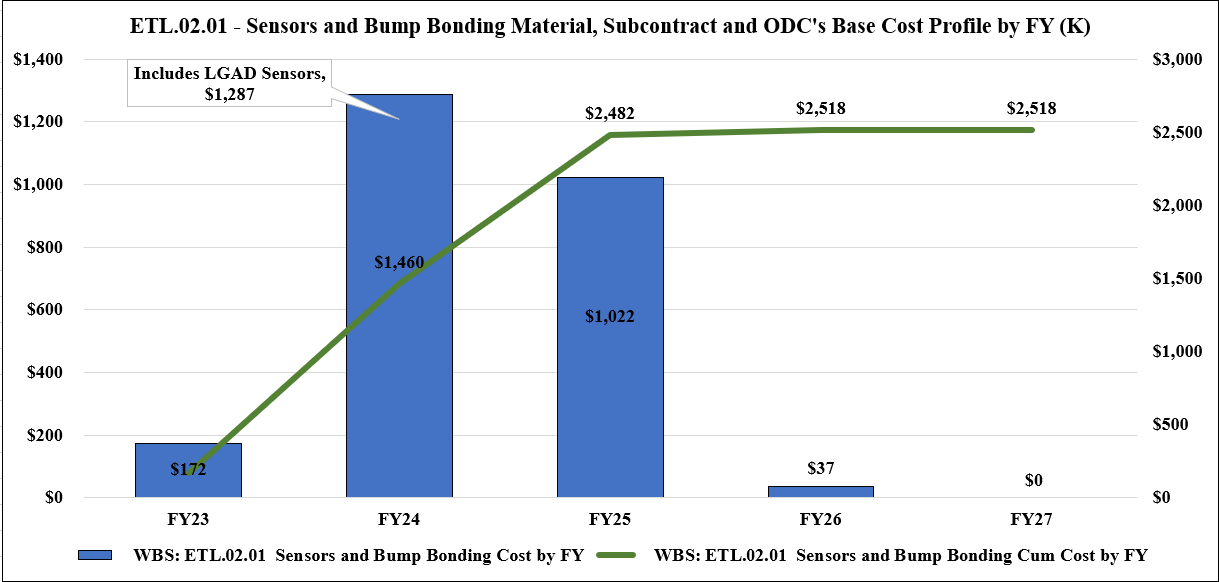 ETL.02.01 - Sensors and Bump Bonding Material, Subcontract and ODC's Base Cost Profile by FY (K)
$1,400
$1,200
$1,000
$800
$600
$400
$200
$0
$3,000
$2,500
$2,000
$1,500
$1,000
$500
$0
Includes LGAD Sensors,
$1,287
$172
$1,460
$2,482
$1,022
$2,518
$37
$2,518
$0
FY23
FY24
FY25
FY26
FY27
WBS: ETL.02.01 Sensors and Bump Bonding Cost by FY
WBS: ETL.02.01 Sensors and Bump Bonding Cum Cost by FY